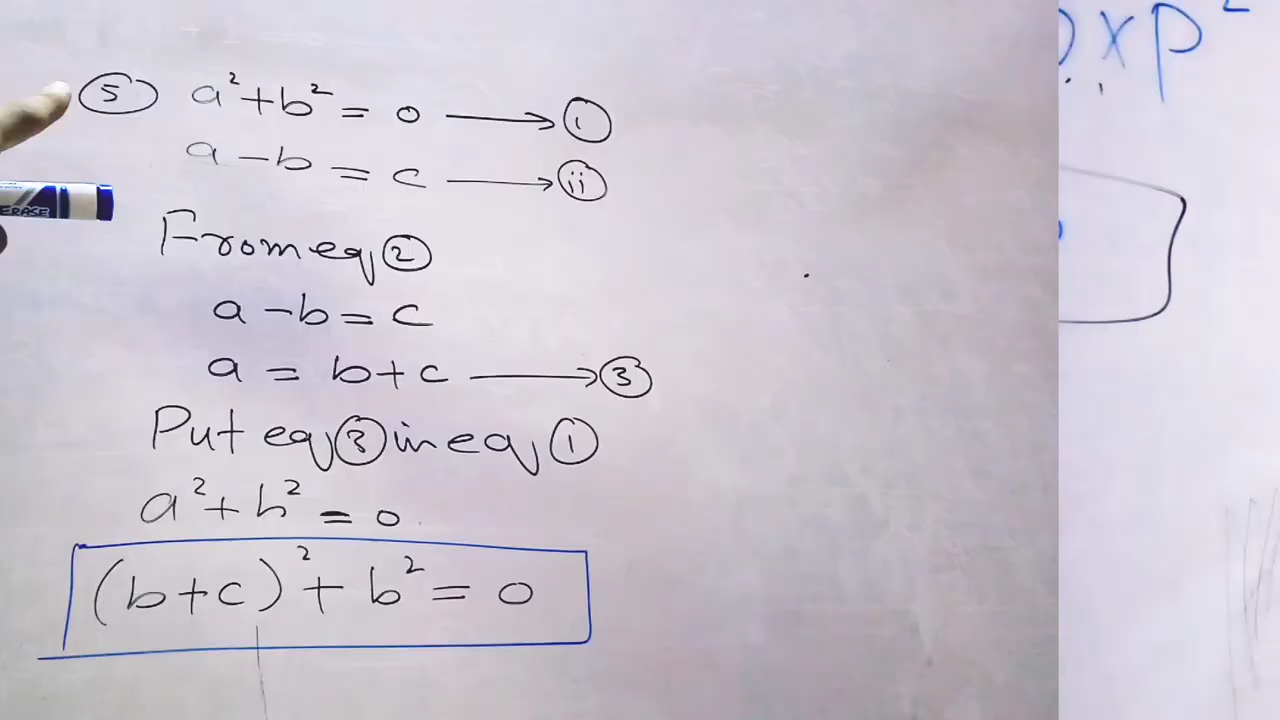 ⑤ a² + b² = 0 ⟶ ⓘ
a − b = c ⟶ ⓘⓘ
From eq ②
a − b = c
a = b + c ⟶ ③
Put eq ③ in eq ①
a² + b² = 0
(b + c)² + b² = 0
ERASE
x p²